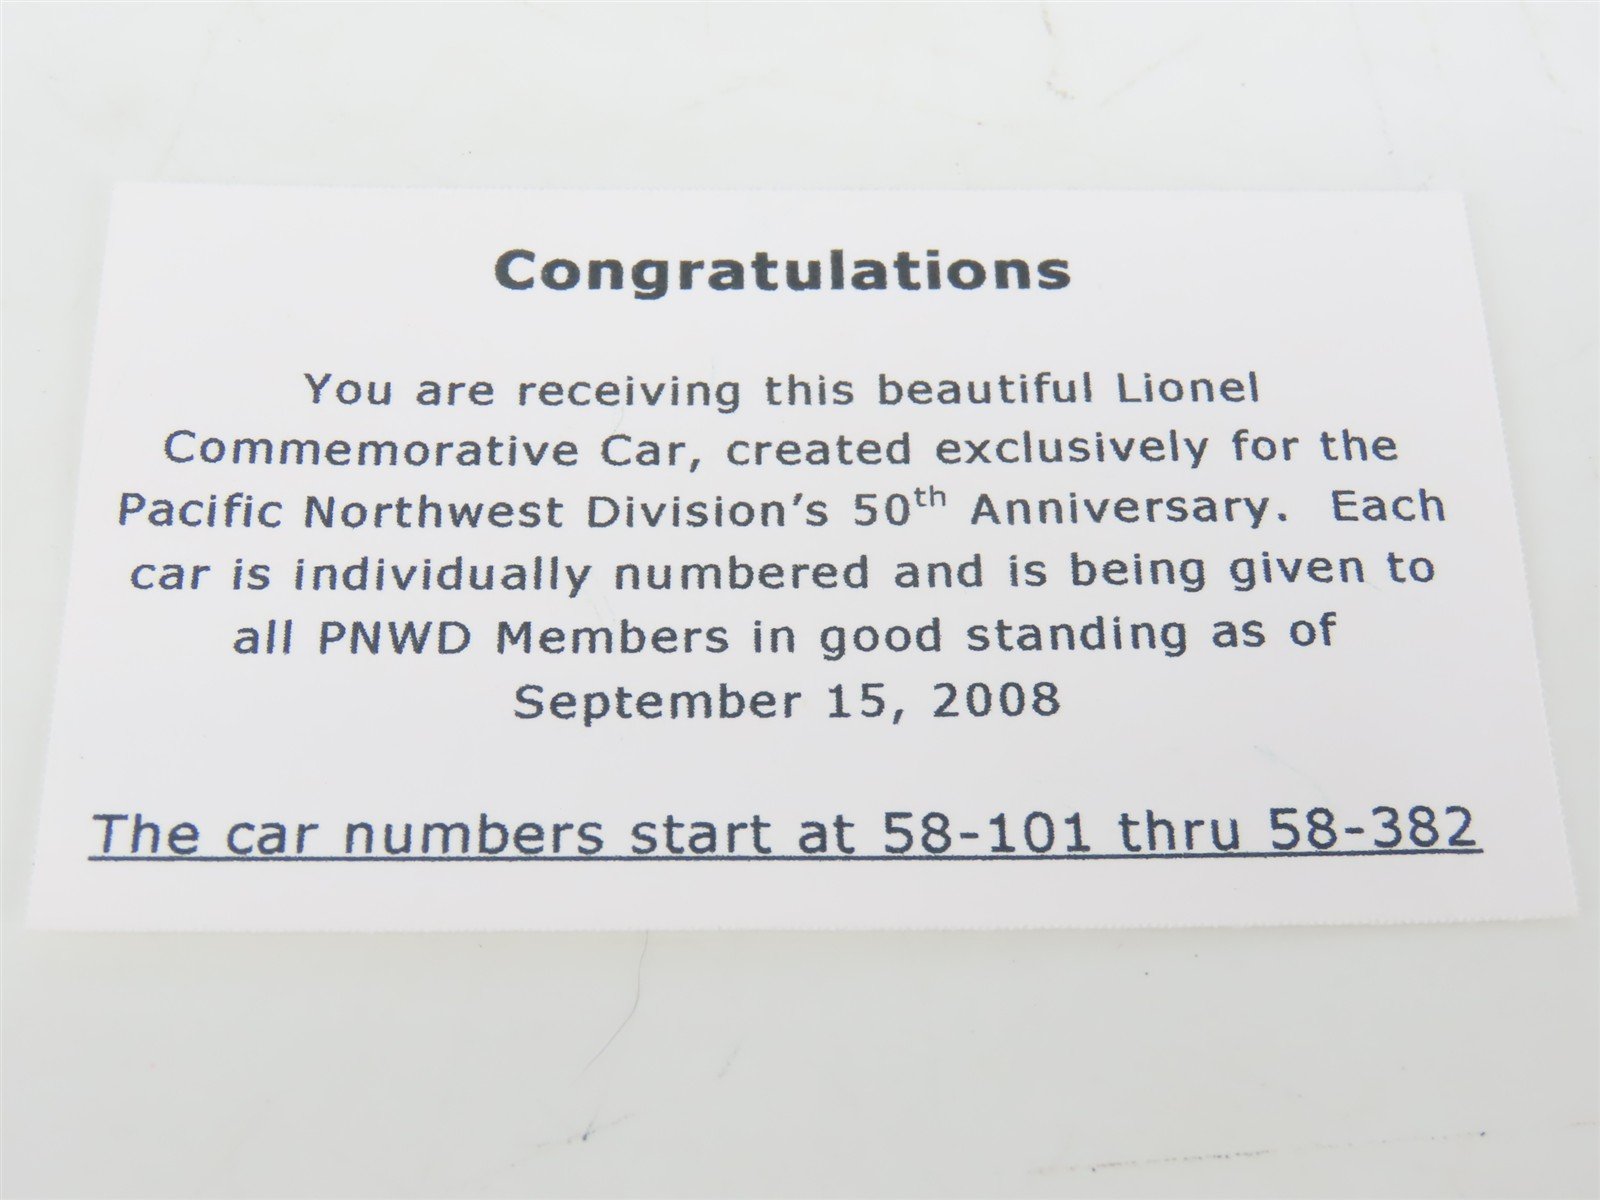 Congratulations
You are receiving this beautiful Lionel
Commemorative Car, created exclusively for the
Pacific Northwest Division’s 50th Anniversary.  Each
car is individually numbered and is being given to
all PNWD Members in good standing as of
September 15, 2008
The car numbers start at 58-101 thru 58-382